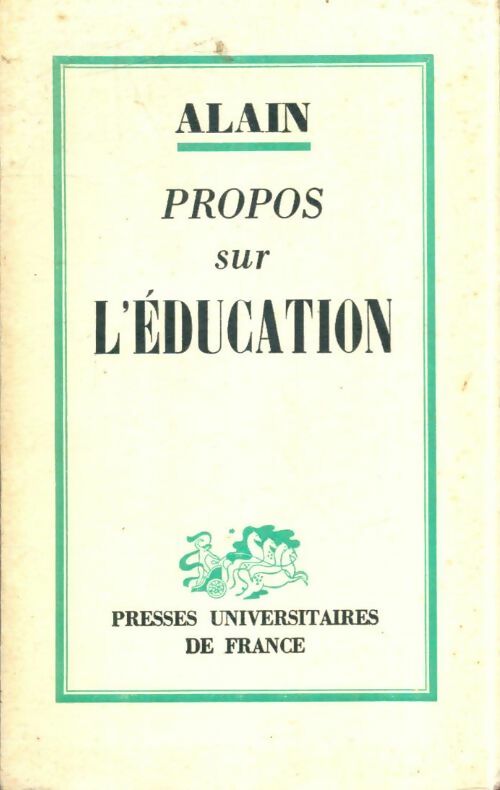 ALAIN
PROPOS
sur
L'ÉDUCATION
PRESSES UNIVERSITAIRES
DE FRANCE